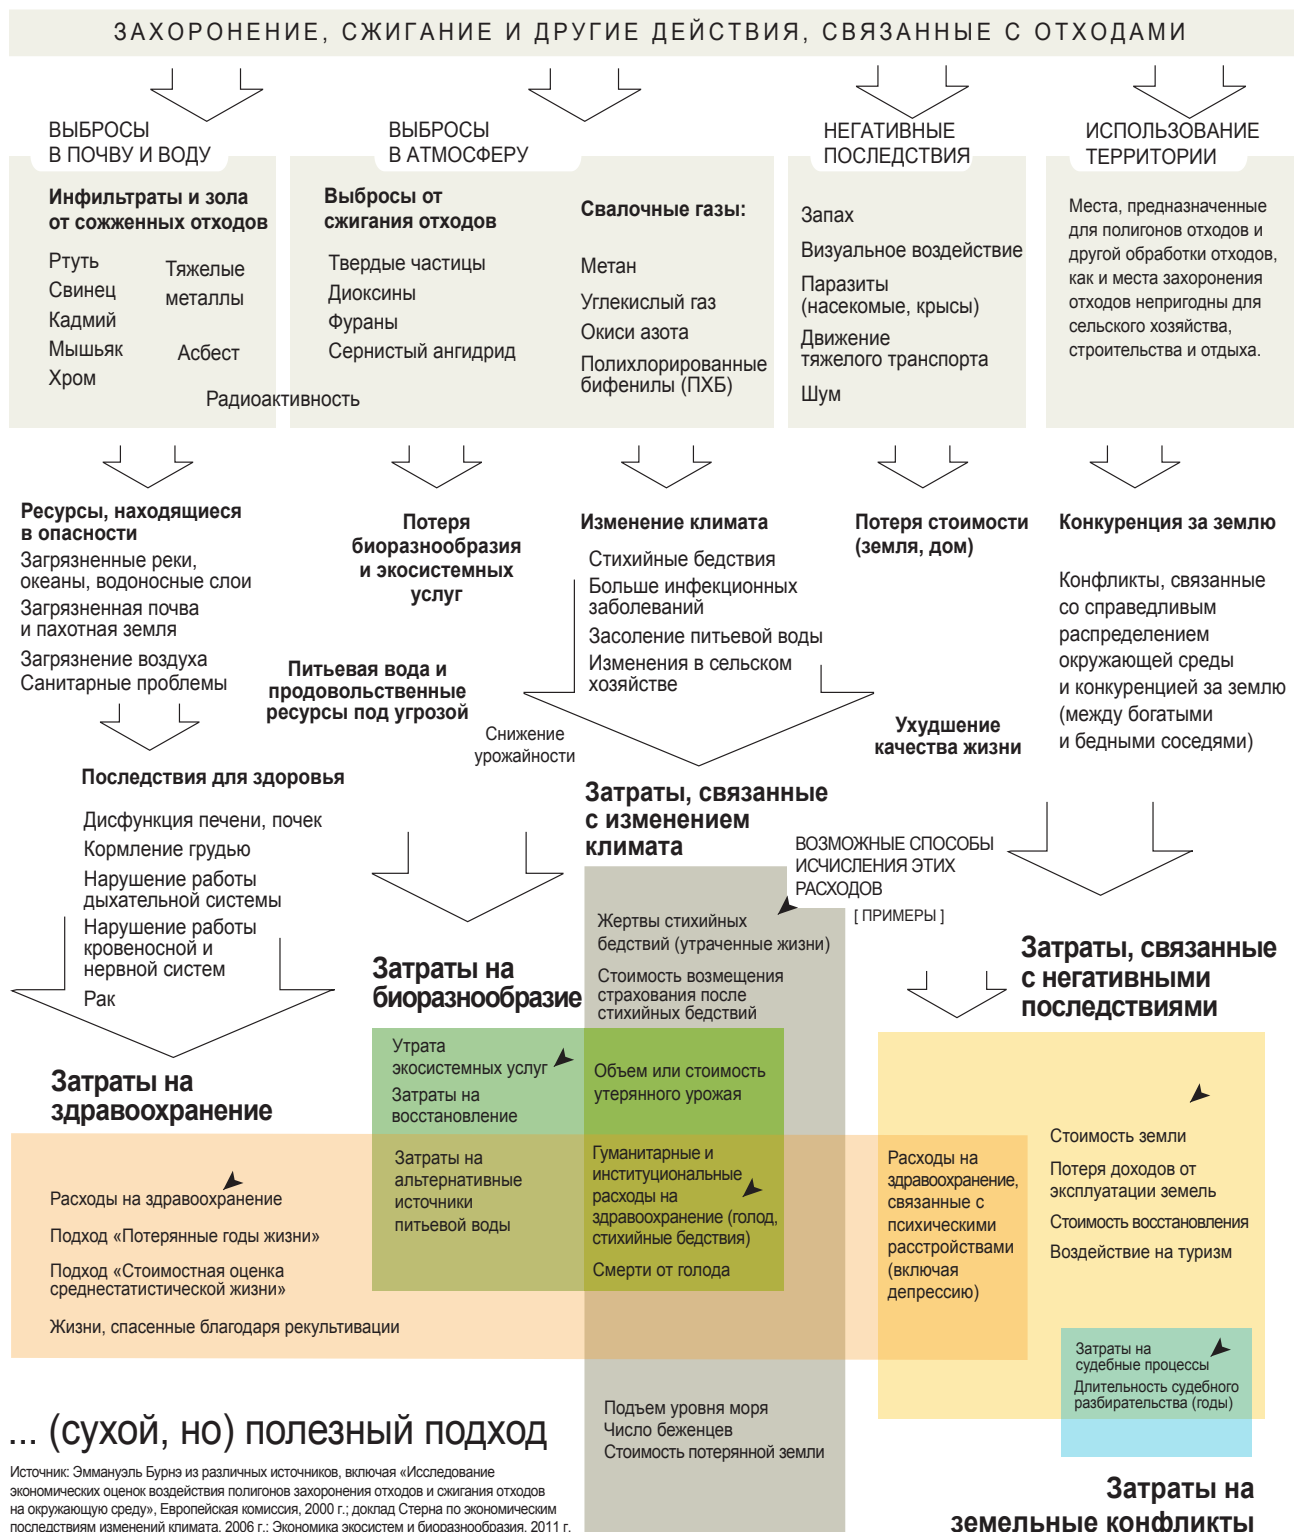 ЗАХОРОНЕНИЕ, СЖИГАНИЕ И ДРУГИЕ ДЕЙСТВИЯ, СВЯЗАННЫЕ С ОТХОДАМИ
ВЫБРОСЫ
В ПОЧВУ И ВОДУ
Инфильтраты и зола
от сожженных отходов
Ртуть
Свинец
Кадмий
Мышьяк
Хром
Тяжелые
металлы
Асбест
Радиоактивность
ВЫБРОСЫ
В АТМОСФЕРУ
Выбросы от
сжигания отходов
Твердые частицы
Диоксины
Фураны
Сернистый ангидрид
Свалочные газы:
Метан
Углекислый газ
Окиси азота
Полихлорированные
бифенилы (ПХБ)
НЕГАТИВНЫЕ
ПОСЛЕДСТВИЯ
Запах
Визуальное воздействие
Паразиты
(насекомые, крысы)
Движение
тяжелого транспорта
Шум
ИСПОЛЬЗОВАНИЕ
ТЕРРИТОРИИ
Места, предназначенные
для полигонов отходов и
другой обработки отходов,
как и места захоронения
отходов непригодны для
сельского хозяйства,
строительства и отдыха.
Ресурсы, находящиеся
в опасности
Загрязненные реки,
океаны, водоносные слои
Загрязненная почва
и пахотная земля
Загрязнение воздуха
Санитарные проблемы
Потеря
биоразнообразия
и экосистемных
услуг
Питьевая вода и
продовольственные
ресурсы под угрозой
Изменение климата
Стихийные бедствия
Больше инфекционных
заболеваний
Засоление питьевой воды
Изменения в сельском
хозяйстве
Снижение
урожайности
Потеря стоимости
(земля, дом)
Ухудшение
качества жизни
Конкуренция за землю
Конфликты, связанные
со справедливым
распределением
окружающей среды
и конкуренцией за землю
(между богатыми
и бедными соседями)
Последствия для здоровья
Дисфункция печени, почек
Кормление грудью
Нарушение работы
дыхательной системы
Нарушение работы
кровеносной и
нервной систем
Рак
Затраты, связанные
с изменением
климата
ВОЗМОЖНЫЕ СПОСОБЫ
ИСЧИСЛЕНИЯ ЭТИХ
РАСХОДОВ
[ ПРИМЕРЫ ]
Жертвы стихийных
бедствий (утраченные жизни)
Стоимость возмещения
страхования после
стихийных бедствий
Затраты на
биоразнообразие
Утрата
экосистемных услуг
Затраты на
восстановление
Объем или стоимость
утерянного урожая
Затраты, связанные
с негативными
последствиями
Затраты на
здравоохранение
Расходы на здравоохранение
Подход «Потерянные годы жизни»
Подход «Стоимостная оценка
среднестатистической жизни»
Жизни, спасенные благодаря рекультивации
Затраты на
альтернативные
источники
питьевой воды
Гуманитарные и
институциональные
расходы на
здравоохранение (голод,
стихийные бедствия)
Смерти от голода
Расходы на
здравоохранение,
связанные с
психическими
расстройствами
(включая
депрессию)
Стоимость земли
Потеря доходов от
эксплуатации земель
Стоимость восстановления
Воздействие на туризм
Затраты на
судебные процессы
Длительность судебного
разбирательства (годы)
Подъем уровня моря
Число беженцев
Стоимость потерянной земли
Затраты на
земельные конфликты
... (сухой, но) полезный подход
Источник: Эммануэль Бурнэ из различных источников, включая «Исследование
экономических оценок воздействия полигонов захоронения отходов и сжигания отходов
на окружающую среду», Европейская комиссия, 2000 г.; доклад Стерна по экономическим
последствиям изменений климата, 2006 г.; Экономика экосистем и биоразнообразия, 2011 г.